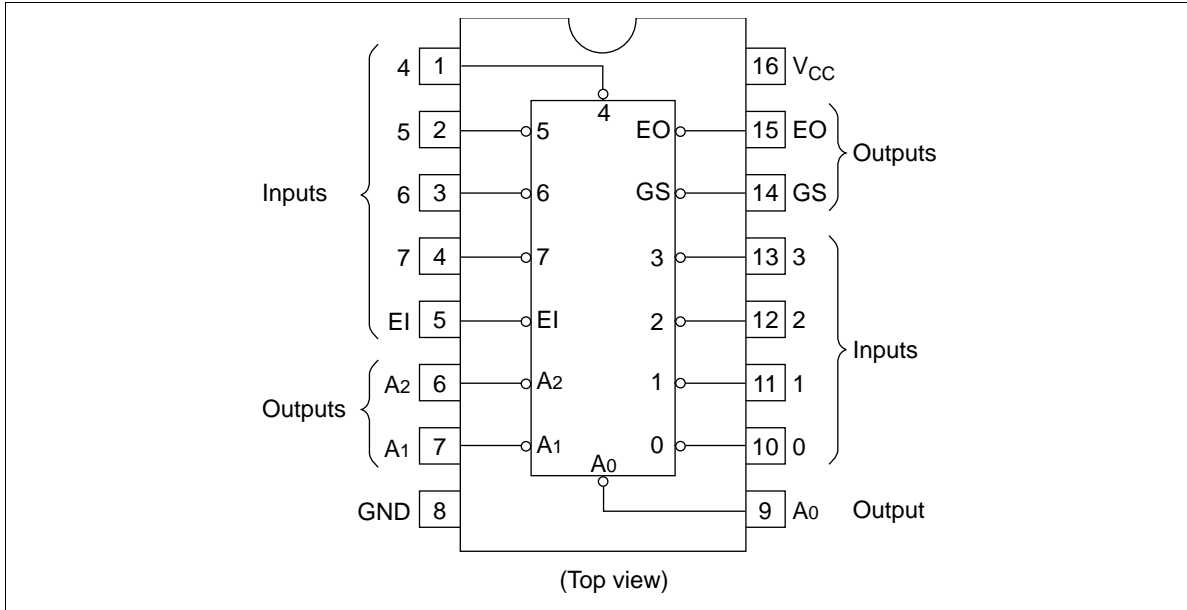 4 1 16 VCC
4
5 2 5 EO 15 EO
Outputs
Inputs 6 3 6 GS 14 GS
7 4 7 3 13 3
EI 5 EI 2 12 2
Inputs
A2 6 A2 1 11 1
Outputs
A1 7 A1 0 10 0
A0
GND 8 9 A0 Output
(Top view)